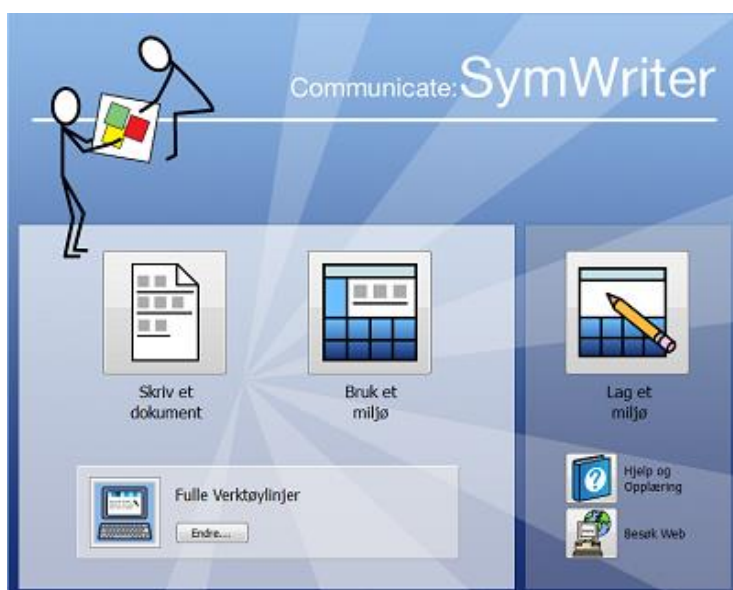 Communicate: SymWriter
Skriv et
dokument
Bruk et
miljø
Lag et
miljø
Fulle Verktøylinjer
Endre...
Hjelp og
Opplæring
Besøk Web